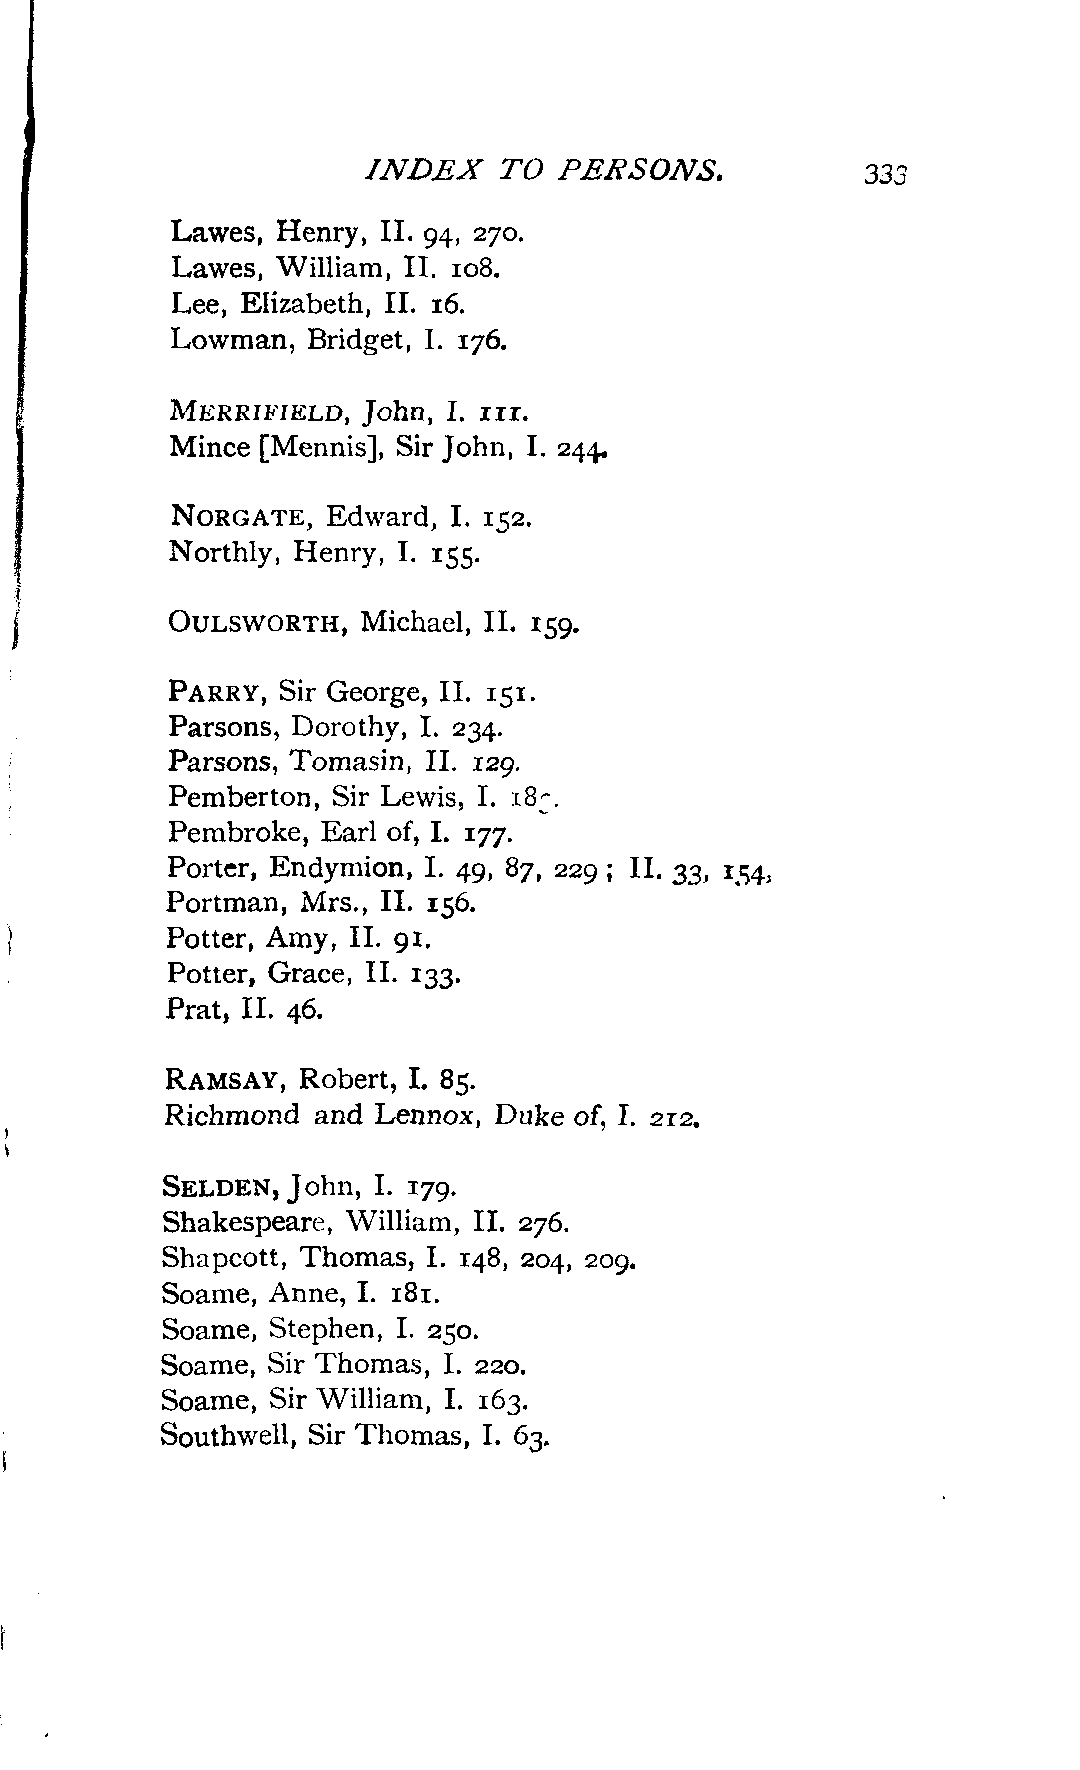 INDEX TO PERSONS. 333
Lawes, Henry, II. 94, 270.
Lawes, William, II. 108.
Lee, Elizabeth, II. 16.
Lowman, Bridget, I. 176.
MERRIFIELD, John, I. 111.
Mince [Mennis], Sir John, I. 244.
NORGATE, Edward, I. 152.
Northly, Henry, I. 155.
OULSWORTH, Michael, II. 159.
PARRY, Sir George, II. 151.
Parsons, Dorothy, I. 234.
Parsons, Tomasin, II. 129.
Pemberton, Sir Lewis, I.
Pembroke, Earl of, I. 177.
Porter, Endymion, I. 49, 87, 229; II. 33, 154,
Portman, Mrs., II. 156.
Potter, Amy, II. 91.
Potter, Grace, II. 133.
Prat, II. 46.
RAMSAY, Robert, I. 85.
Richmond and Lennox, Duke of, I. 212.
SELDEN, John, I. 179.
Shakespeare, William, II. 276.
Shapcott, Thomas, I. 148, 204, 209.
Soame, Anne, I. 181.
Soame, Stephen, I. 250.
Soame, Sir Thomas, I. 220.
Soame, Sir William, I. 163.
Southwell, Sir Thomas, I. 63.